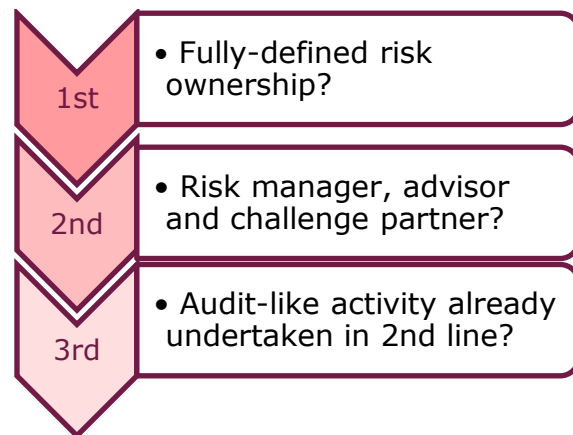 1st
• Fully-defined risk
ownership?
2nd
• Risk manager, advisor
and challenge partner?
3rd
• Audit-like activity already
undertaken in 2nd line?